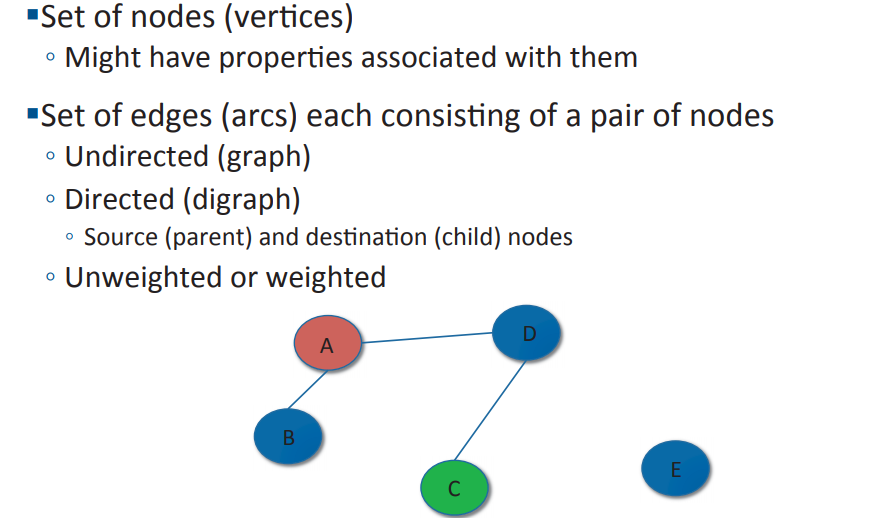 ▪Set of nodes (vertices)
◦ Might have properties associated with them
▪Set of edges (arcs) each consisting of a pair of nodes
◦ Undirected (graph)
◦ Directed (digraph)
◦ Source (parent) and destination (child) nodes
◦ Unweighted or weighted
A
D
B
C
E